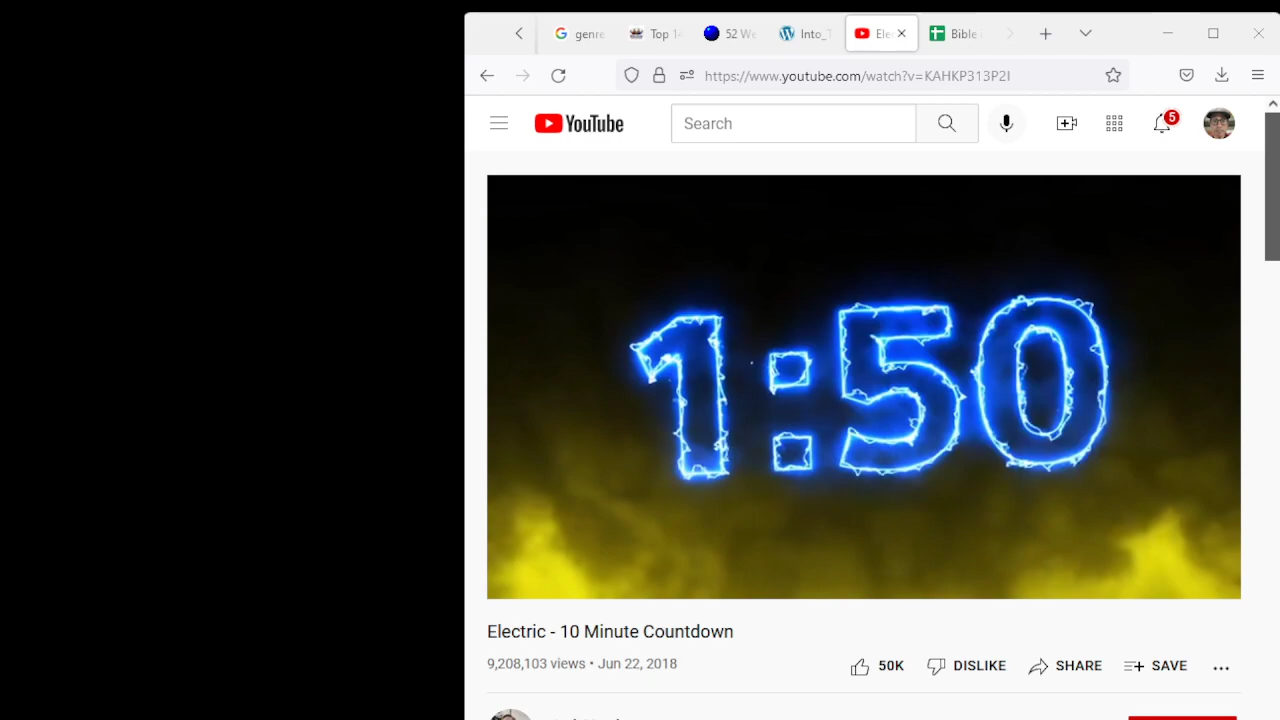 genre
Top 1
52 We
Into_T
Ele
Bible
https://www.youtube.com/watch?v=KAHKP313P2I
YouTube
Search
5
1:50
Electric - 10 Minute Countdown
9,208,103 views • Jun 22, 2018
50K
DISLIKE
SHARE
SAVE